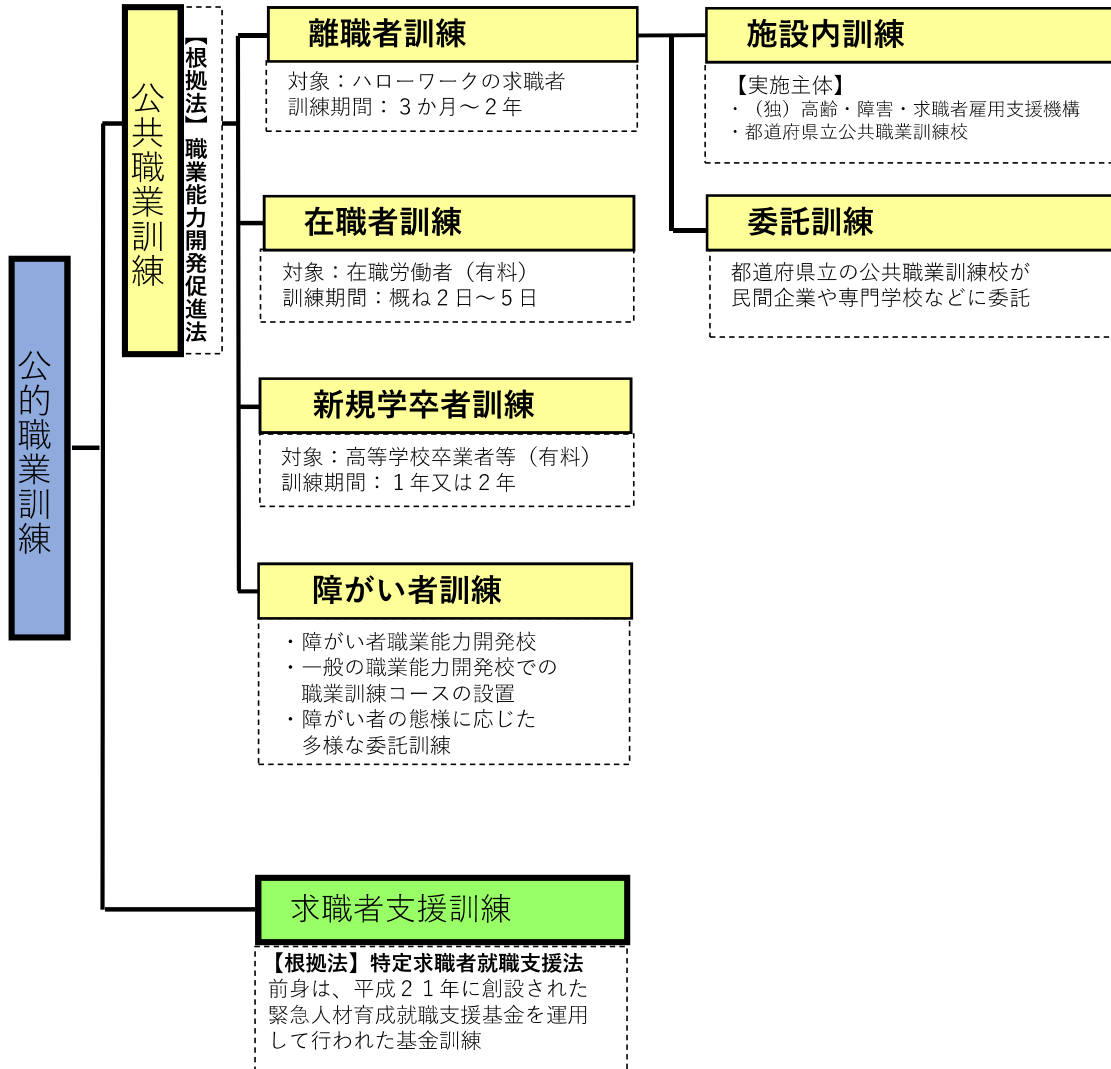 公的職業訓練
公共職業訓練
【根拠法】職業能力開発促進法
離職者訓練
対象：ハローワークの求職者
訓練期間：３か月～２年
施設内訓練
【実施主体】
・（独）高齢・障害・求職者雇用支援機構
・都道府県立公共職業訓練校
委託訓練
都道府県立の公共職業訓練校が
民間企業や専門学校などに委託
在職者訓練
対象：在職労働者（有料）
訓練期間：概ね２日～５日
新規学卒者訓練
対象：高等学校卒業者等（有料）
訓練期間：１年又は２年
障がい者訓練
・障がい者職業能力開発校
・一般の職業能力開発校での
職業訓練コースの設置
・障がい者の態様に応じた
多様な委託訓練
求職者支援訓練
【根拠法】特定求職者就職支援法
前身は、平成２１年に創設された
緊急人材育成就職支援基金を運用
して行われた基金訓練